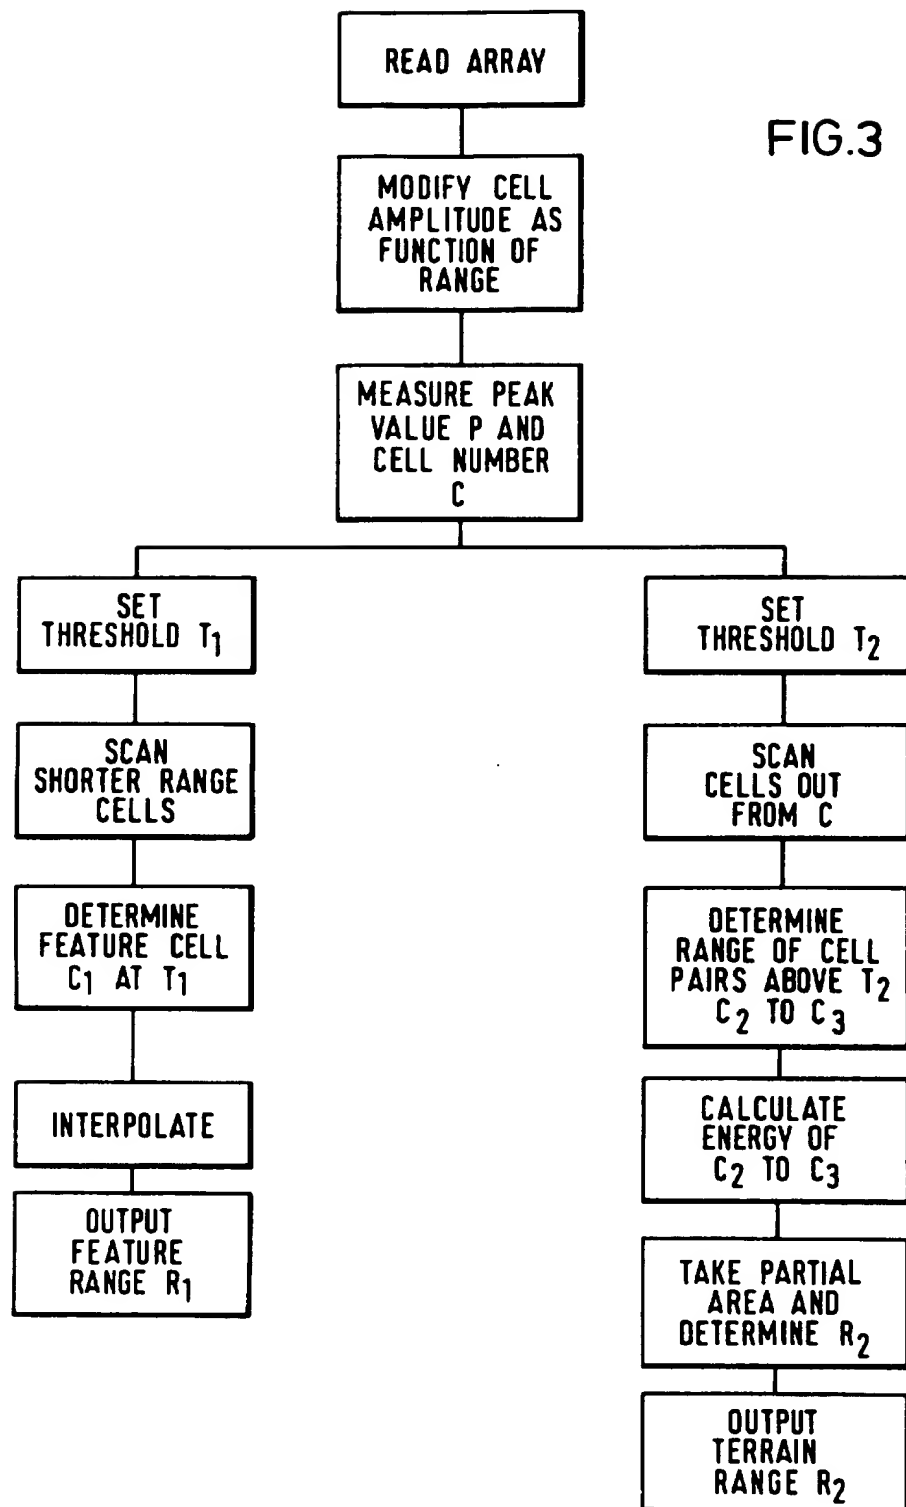 READ ARRAY
FIG.3
MODIFY CELL
AMPLITUDE AS
FUNCTION OF
RANGE
MEASURE PEAK
VALUE P AND
CELL NUMBER
C
SET
THRESHOLD T1
SCAN
SHORTER RANGE
CELLS
DETERMINE
FEATURE CELL
C1 AT T1
INTERPOLATE
OUTPUT
FEATURE
RANGE R1
SET
THRESHOLD T2
SCAN
CELLS OUT
FROM C
DETERMINE
RANGE OF CELL
PAIRS ABOVE T2
C2 TO C3
CALCULATE
ENERGY OF
C2 TO C3
TAKE PARTIAL
AREA AND
DETERMINE R2
OUTPUT
TERRAIN
RANGE R2